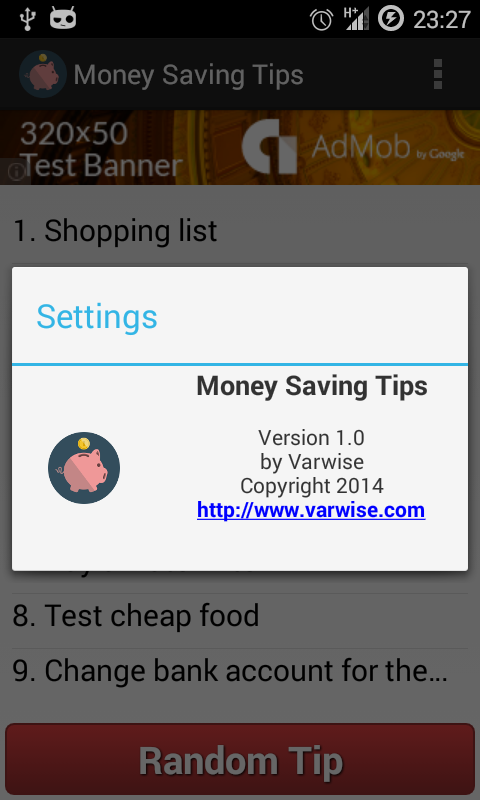 H+ 23:27
Money Saving Tips
320x50
Test Banner
AdMob by Google
1. Shopping list
Settings
Money Saving Tips
Version 1.0
by Varwise
Copyright 2014
http://www.varwise.com
8. Test cheap food
9. Change bank account for the...
Random Tip